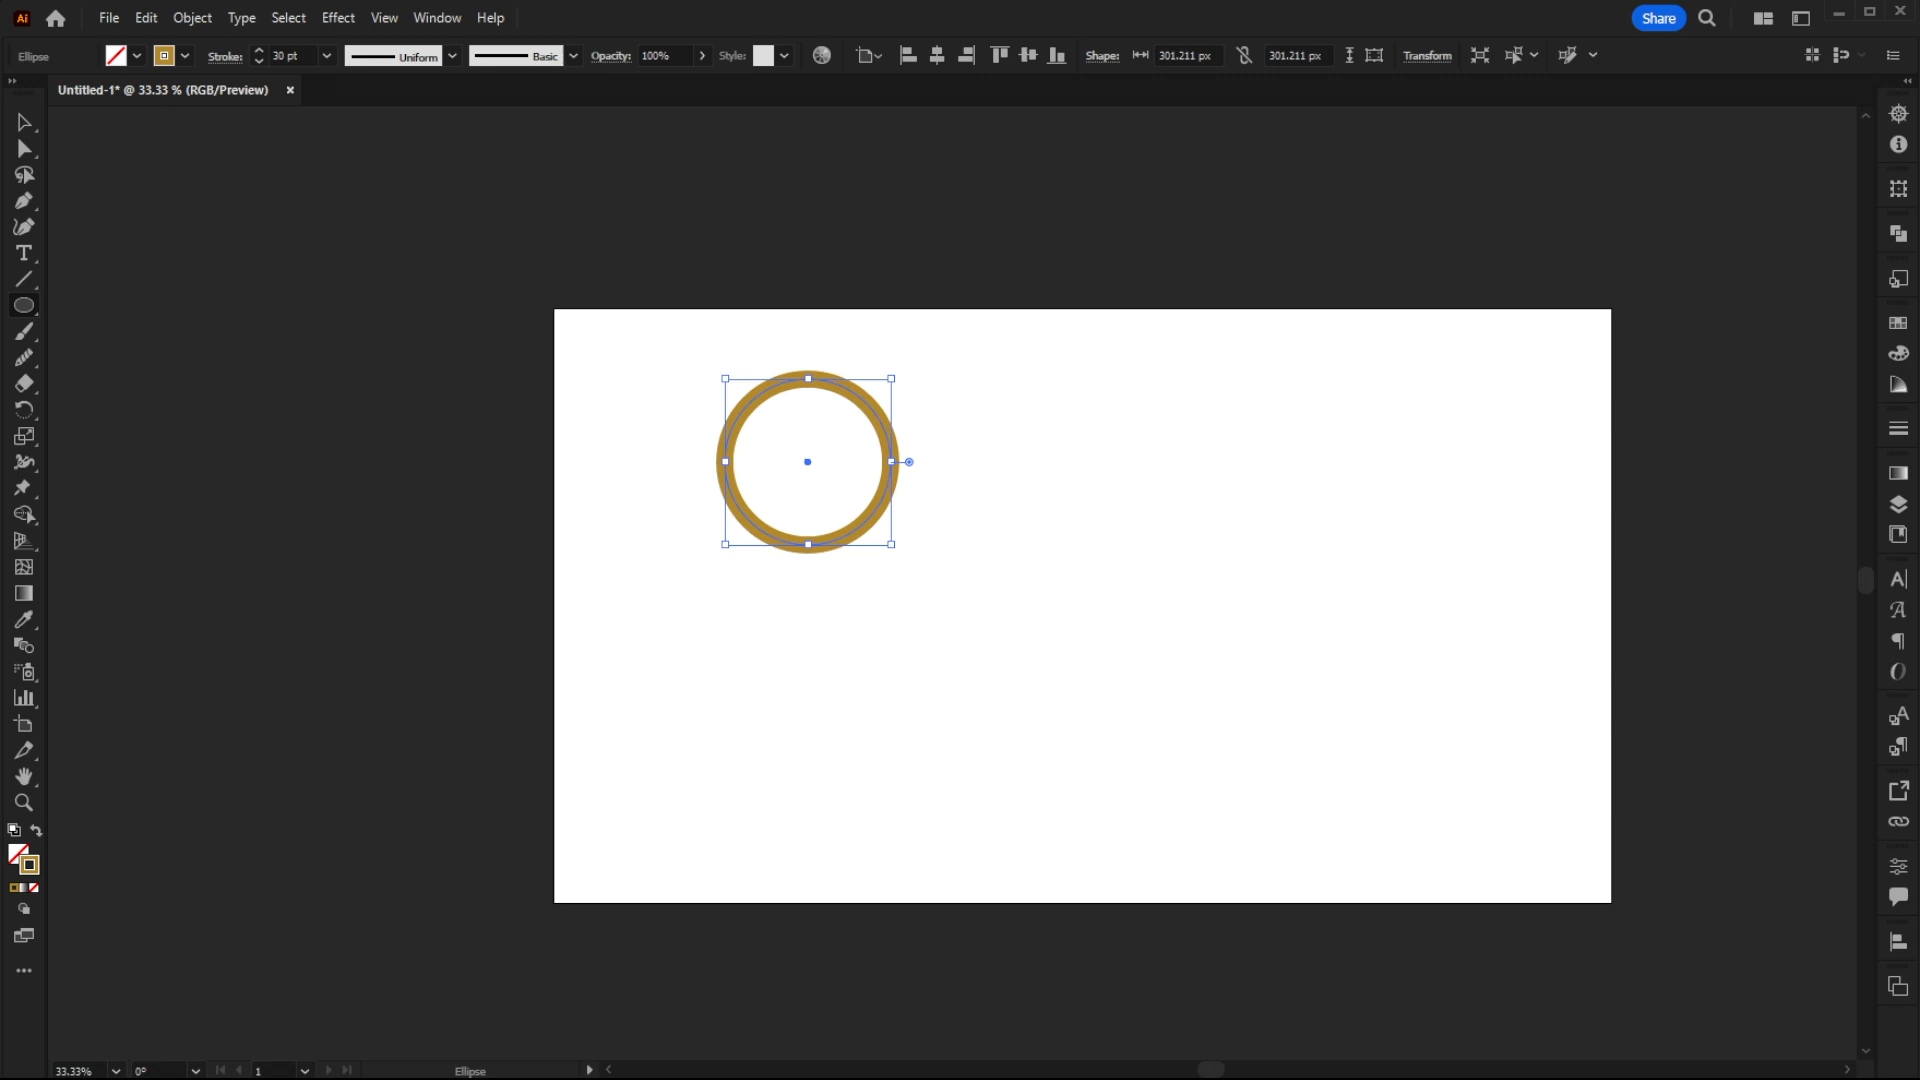 Ai File Edit Object Type Select Effect View Window Help Share
Ellipse Stroke: 30 pt Uniform Basic Opacity: 100% Style: Shape: 301.211 px 301.211 px Transform
Untitled-1* @ 33.33 % (RGB/Preview)
33.33% 0° 1 Ellipse